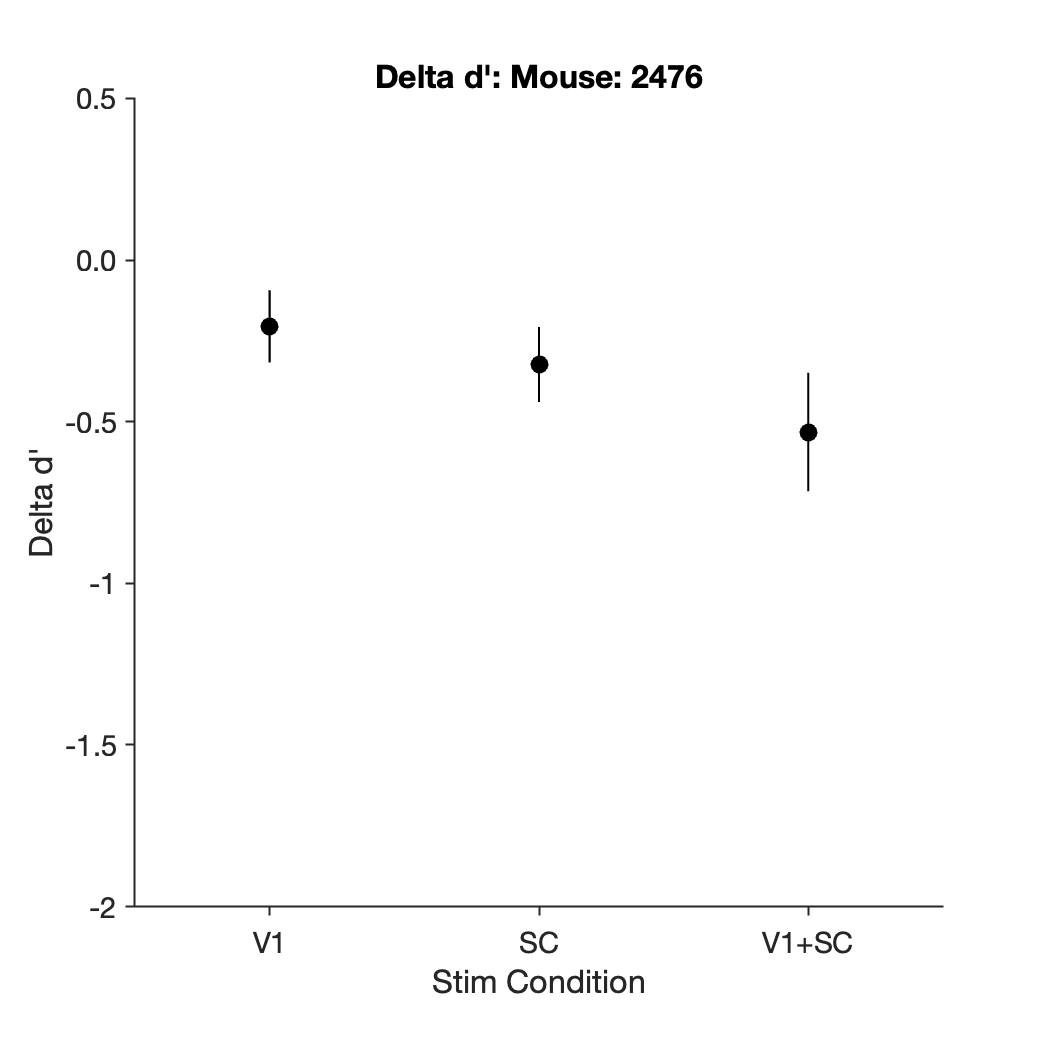 Delta d': Mouse: 2476
0.5
0.0
-0.5
-1
-1.5
-2
Delta d'
V1
SC
V1+SC
Stim Condition